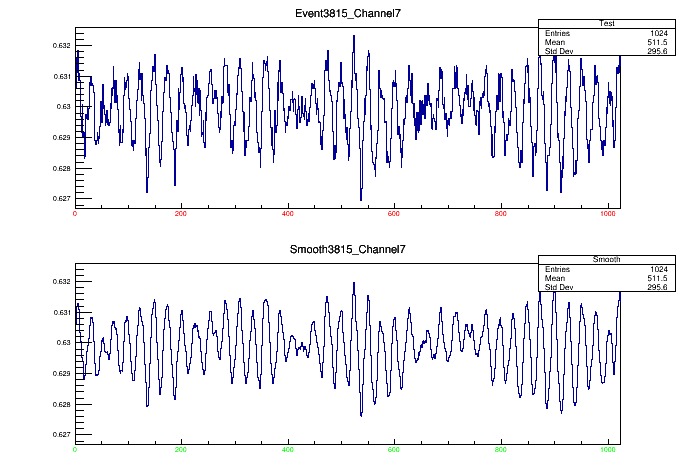 Event3815_Channel7
Test
Entries 1024
Mean 511.5
Std Dev 295.6
0.632
0.631
0.63
0.629
0.628
0.627
0 200 400 600 800 1000
Smooth3815_Channel7
Smooth
Entries 1024
Mean 511.5
Std Dev 295.6
0.632
0.631
0.63
0.629
0.628
0.627
0 200 400 600 800 1000